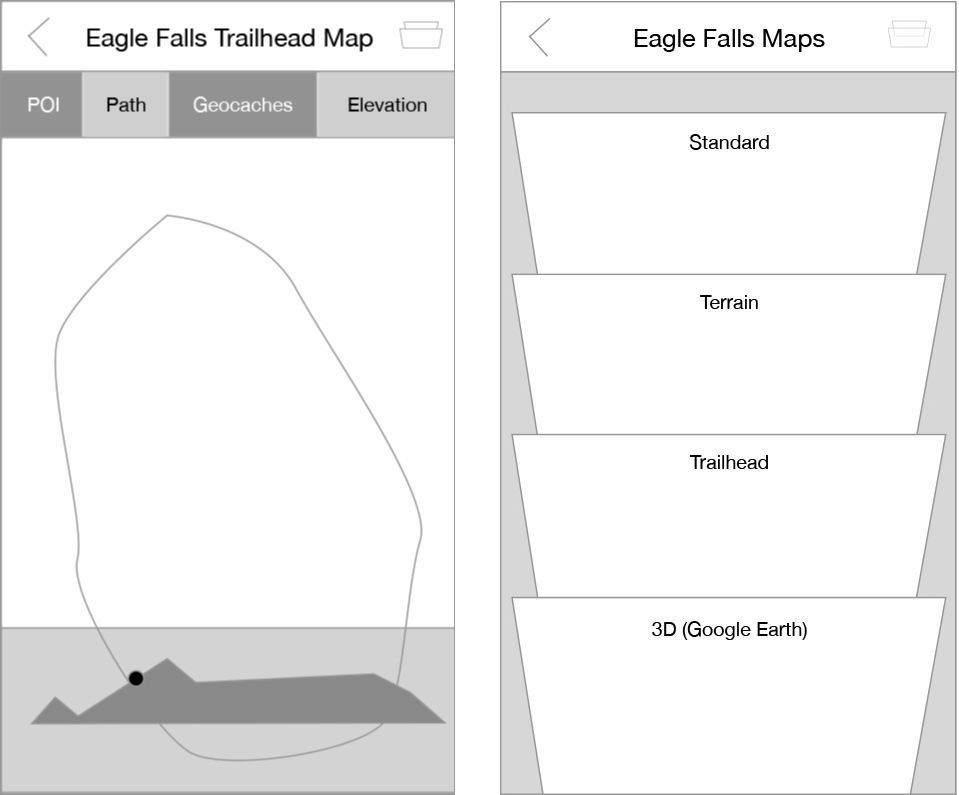 Eagle Falls Trailhead Map
POI Path Geocaches Elevation
Eagle Falls Maps
Standard
Terrain
Trailhead
3D (Google Earth)